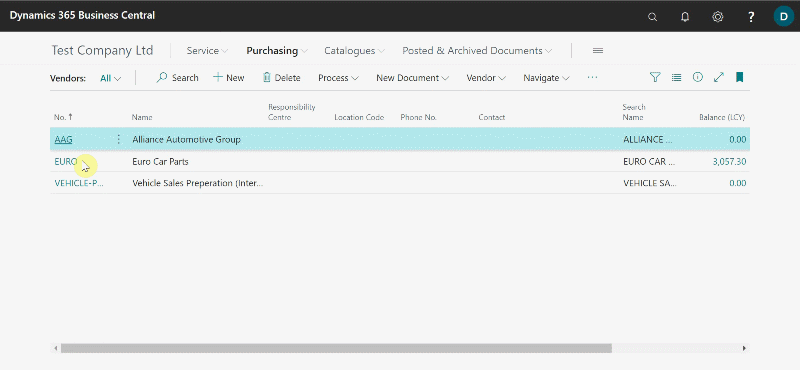 Dynamics 365 Business Central ? D
Test Company Ltd Service Purchasing Catalogues Posted & Archived Documents
Vendors: All Search New Delete Process New Document Vendor Navigate ...
No. ↑ Name Responsibility Centre Location Code Phone No. Contact Search Name Balance (LCY)
AAG Alliance Automotive Group ALLIANCE ... 0.00
EURO Euro Car Parts EURO CAR ... 3,057.30
VEHICLE-P... Vehicle Sales Preperation (Inter... VEHICLE SA... 0.00